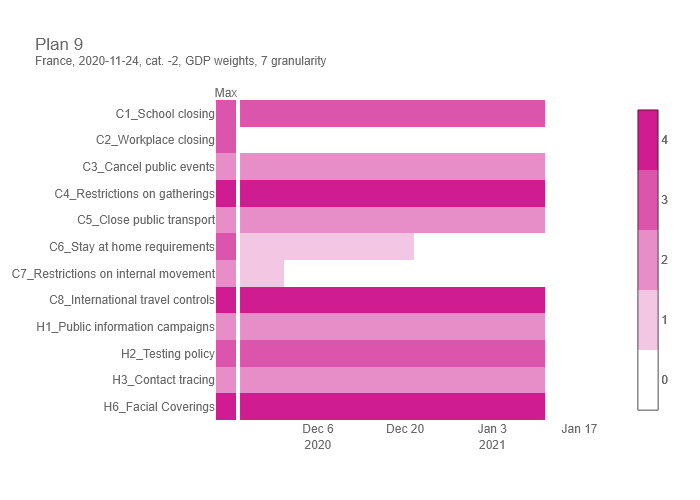 Plan 9
France, 2020-11-24, cat. -2, GDP weights, 7 granularity
Max
C1_School closing
C2_Workplace closing
C3_Cancel public events
C4_Restrictions on gatherings
C5_Close public transport
C6_Stay at home requirements
C7_Restrictions on internal movement
C8_International travel controls
H1_Public information campaigns
H2_Testing policy
H3_Contact tracing
H6_Facial Coverings
Dec 6 Dec 20 Jan 3 Jan 17
2020 2021
4
3
2
1
0